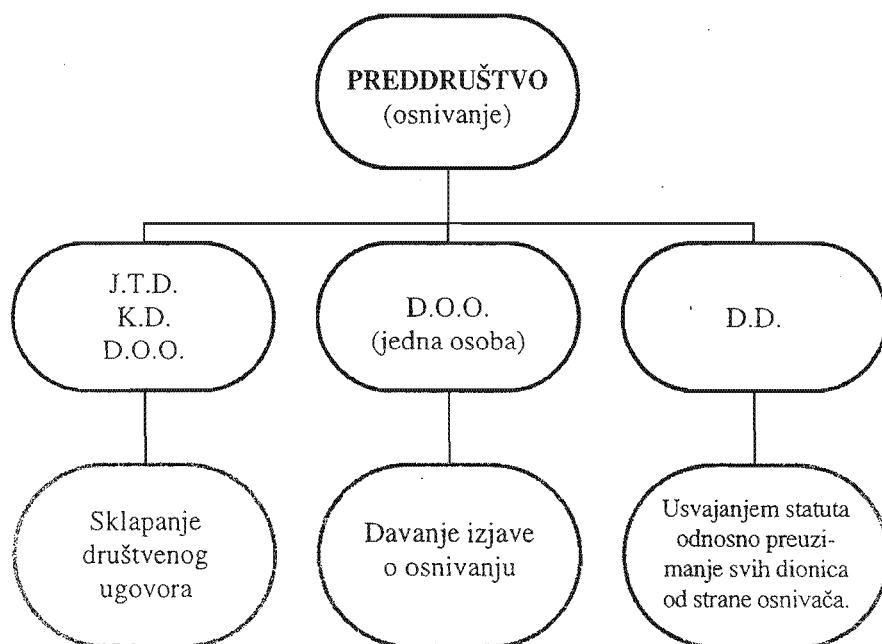 PREDDRUŠTVO
(osnivanje)
J.T.D.
K.D.
D.O.O.
D.O.O.
(jedna osoba)
D.D.
Sklapanje
društvenog
ugovora
Davanje izjave
o osnivanju
Usvajanjem statuta
odnosno preuzi-
manje svih dionica
od strane osnivača.